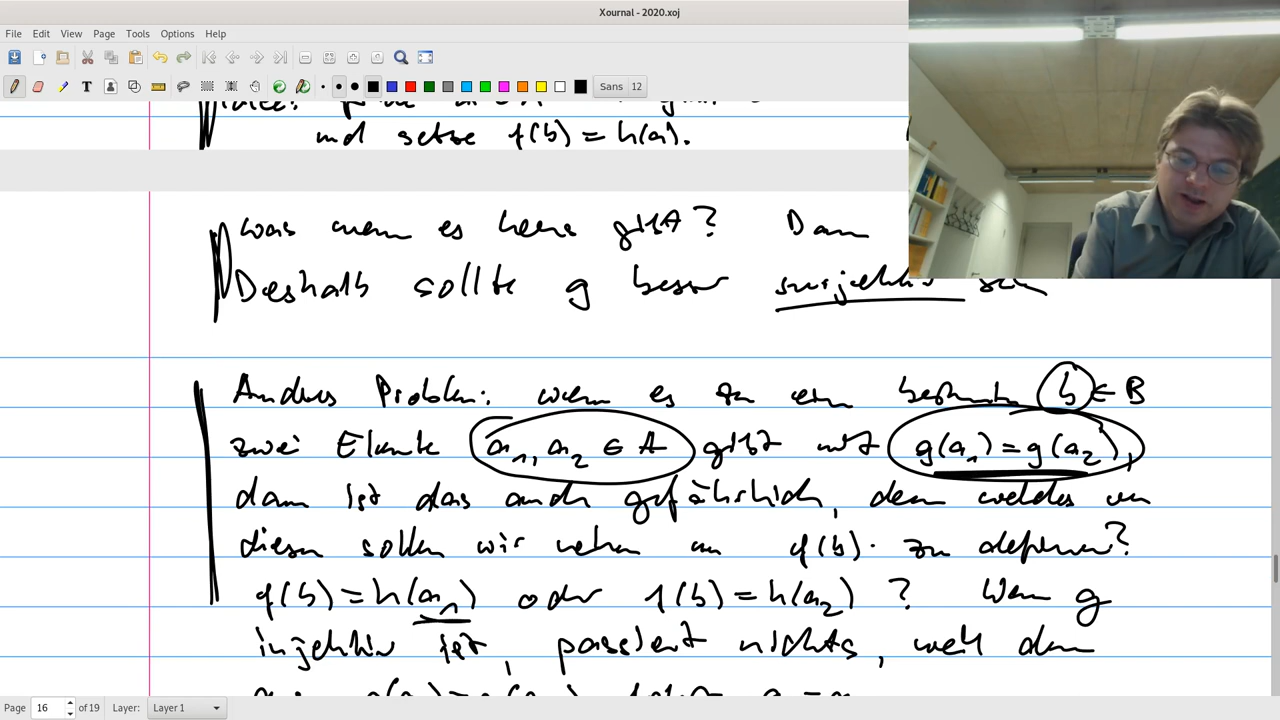 Xournal - 2020.xoj
File Edit View Page Tools Options Help
Sans 12
und setze φ(b) = h(a).
Was wenn es keins gibt? Dann
Deshalb sollte g besser surjektiv sein
Anderes Problem: wenn es zu ein bestimmtes b ∈ B
zwei Elemente a₁, a₂ ∈ A gibt mit g(a₁) = g(a₂),
dann ist das auch gefährlich, denn welches von
diesen sollen wir nehmen um φ(b) zu definieren?
φ(b) = h(a₁) oder φ(b) = h(a₂) ? Wenn g
injektiv ist, passiert nichts, weil dann
Page 16 of 19 Layer: Layer 1